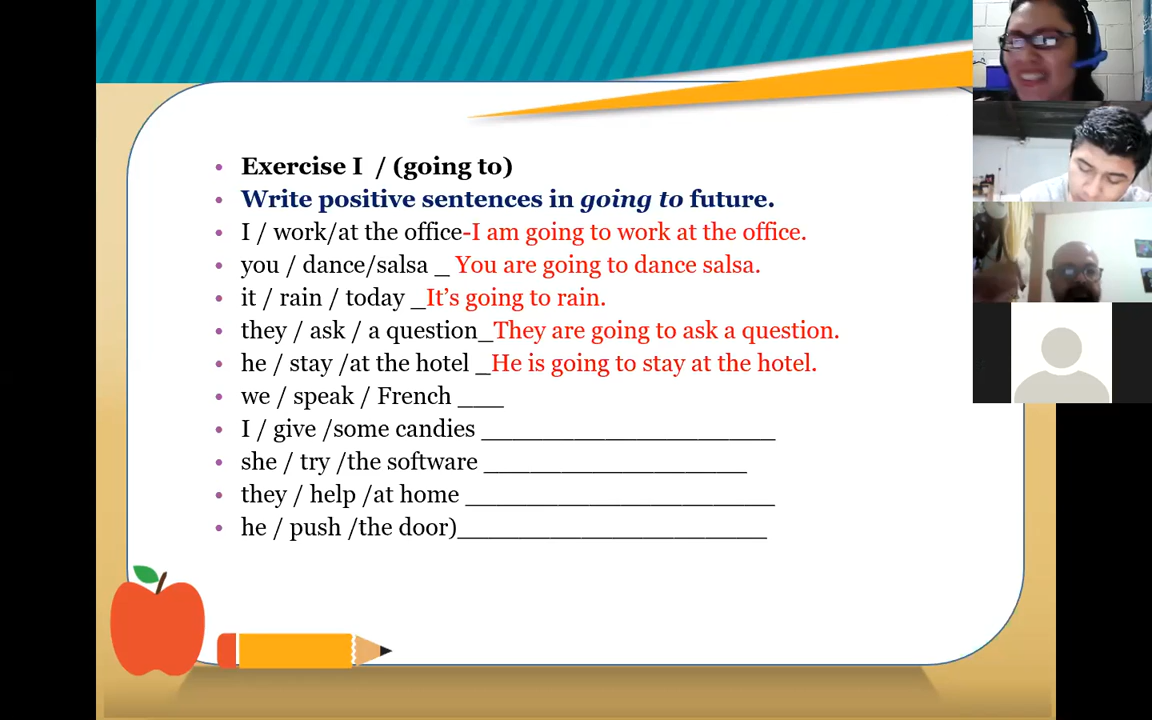 Exercise I / (going to)
Write positive sentences in going to future.
I / work/at the office-I am going to work at the office.
you / dance/salsa _ You are going to dance salsa.
it / rain / today _It's going to rain.
they / ask / a question_They are going to ask a question.
he / stay /at the hotel _He is going to stay at the hotel.
we / speak / French ___
I / give /some candies ___________________
she / try /the software _________________
they / help /at home ____________________
he / push /the door)____________________